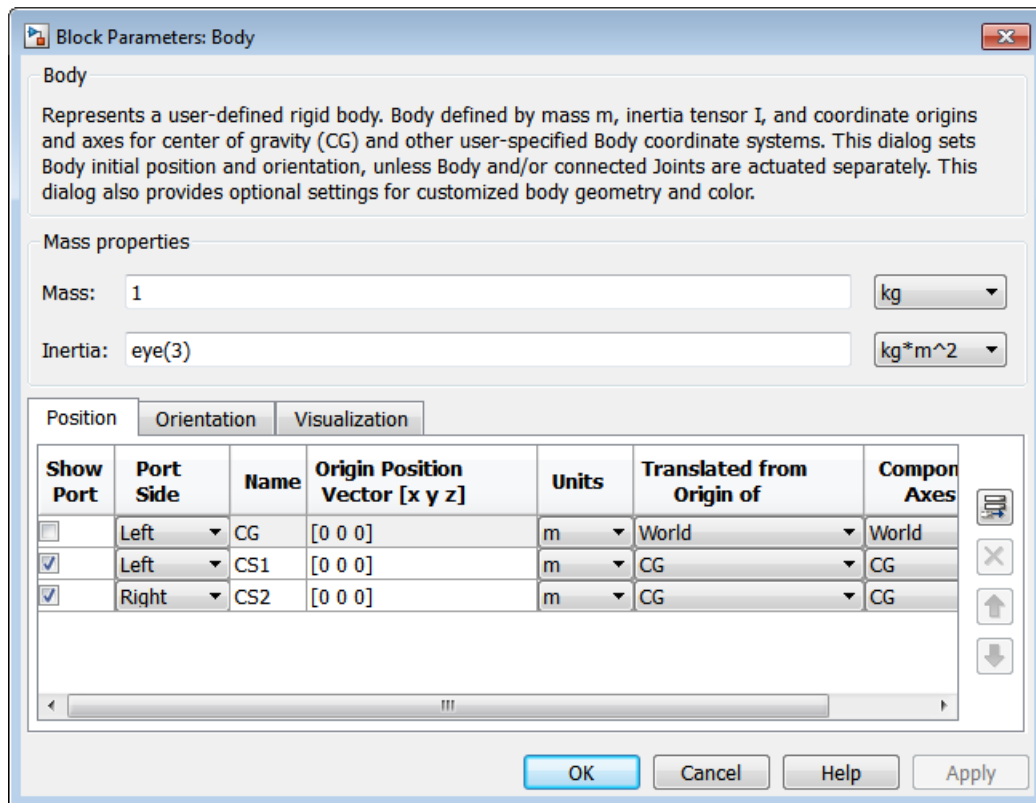 Block Parameters: Body
Body
Represents a user-defined rigid body. Body defined by mass m, inertia tensor I, and coordinate origins
and axes for center of gravity (CG) and other user-specified Body coordinate systems. This dialog sets
Body initial position and orientation, unless Body and/or connected Joints are actuated separately. This
dialog also provides optional settings for customized body geometry and color.
Mass properties
Mass: 1 kg
Inertia: eye(3) kg*m^2
Position Orientation Visualization
Show Port Origin Position Translated from Compon
Port Side Name Vector [x y z] Units Origin of Axes
Left CG [0 0 0] m World World
Left CS1 [0 0 0] m CG CG
Right CS2 [0 0 0] m CG CG
OK Cancel Help Apply